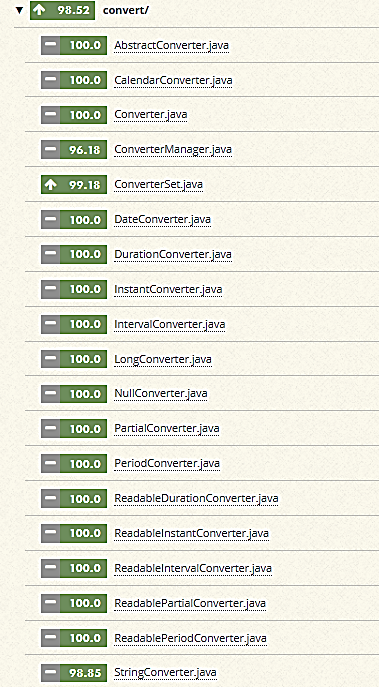 98.52 convert/
100.0 AbstractConverter.java
100.0 CalendarConverter.java
100.0 Converter.java
96.18 ConverterManager.java
99.18 ConverterSet.java
100.0 DateConverter.java
100.0 DurationConverter.java
100.0 InstantConverter.java
100.0 IntervalConverter.java
100.0 LongConverter.java
100.0 NullConverter.java
100.0 PartialConverter.java
100.0 PeriodConverter.java
100.0 ReadableDurationConverter.java
100.0 ReadableInstantConverter.java
100.0 ReadableIntervalConverter.java
100.0 ReadablePartialConverter.java
100.0 ReadablePeriodConverter.java
98.85 StringConverter.java